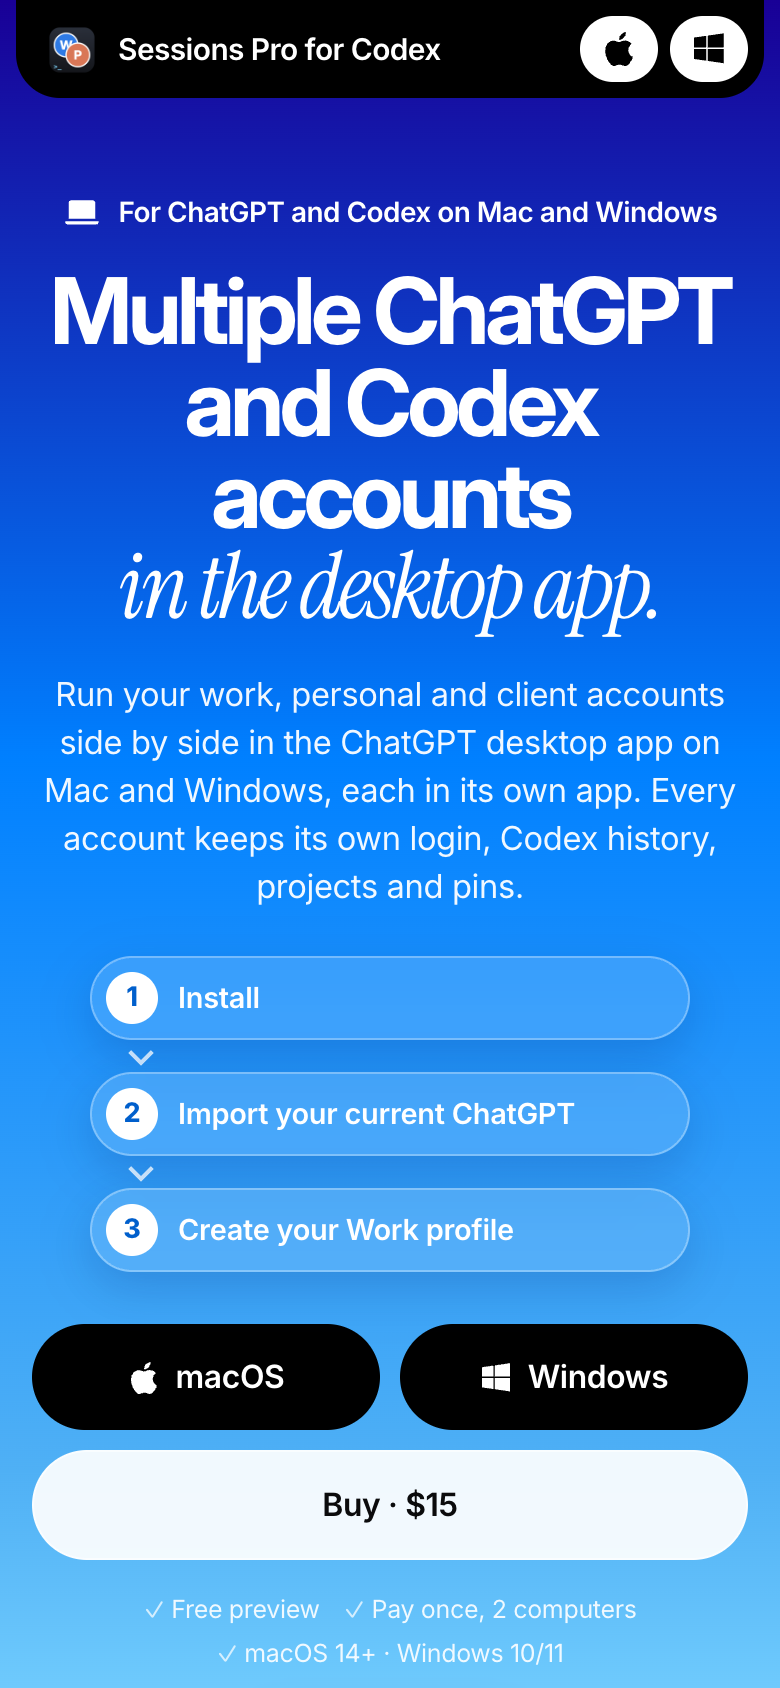 W P >_
Sessions Pro for Codex
For ChatGPT and Codex on Mac and Windows
Multiple ChatGPT
and Codex
accounts
in the desktop app.
Run your work, personal and client accounts
side by side in the ChatGPT desktop app on
Mac and Windows, each in its own app. Every
account keeps its own login, Codex history,
projects and pins.
1 Install
2 Import your current ChatGPT
3 Create your Work profile
macOS
Windows
Buy · $15
✓ Free preview ✓ Pay once, 2 computers
✓ macOS 14+ · Windows 10/11